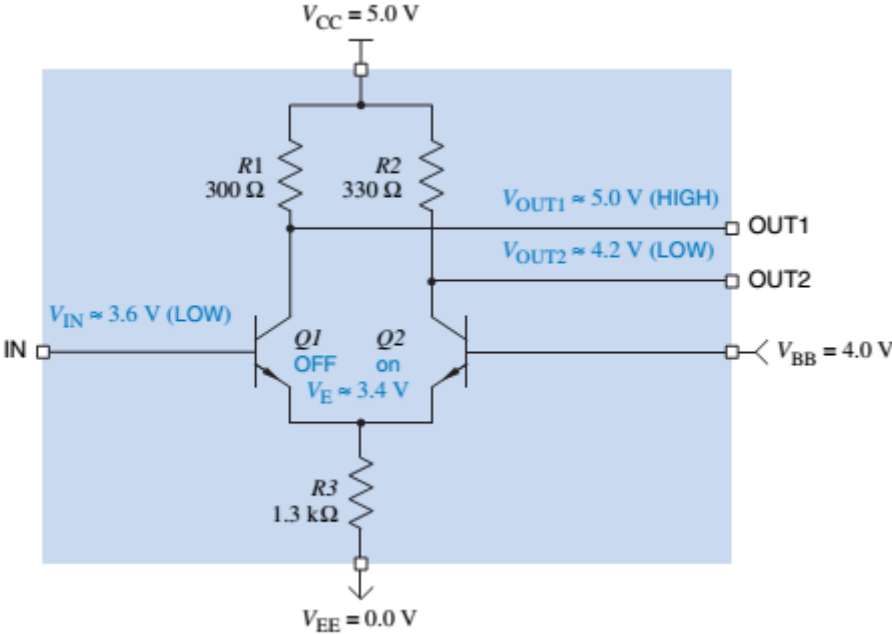 V_CC = 5.0 V
R1
300 Ω
R2
330 Ω
V_OUT1 ≈ 5.0 V (HIGH)
OUT1
V_OUT2 ≈ 4.2 V (LOW)
OUT2
V_IN ≈ 3.6 V (LOW)
IN
Q1
OFF
Q2
on
V_E ≈ 3.4 V
V_BB = 4.0 V
R3
1.3 kΩ
V_EE = 0.0 V